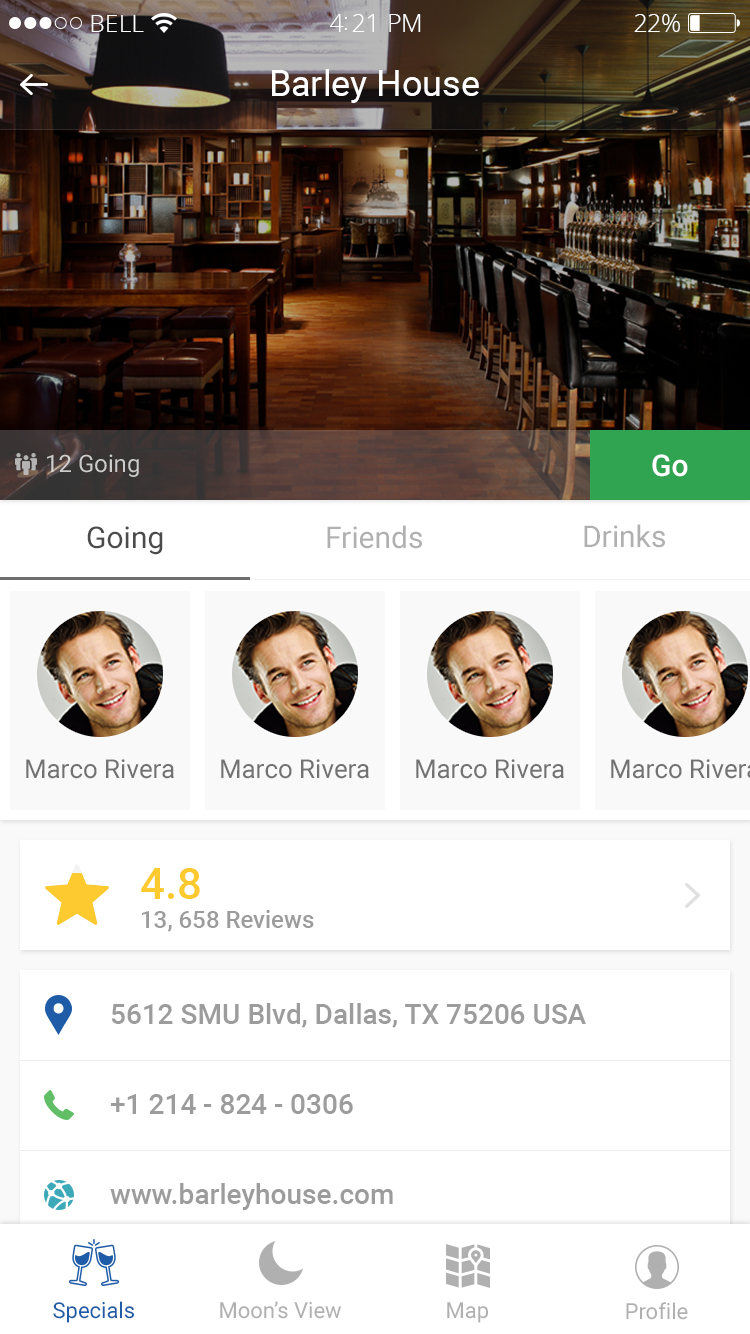 BELL 4:21 PM 22%
Barley House
12 Going
Go
Going Friends Drinks
Marco Rivera Marco Rivera Marco Rivera Marco Rivera
4.8
13, 658 Reviews
5612 SMU Blvd, Dallas, TX 75206 USA
+1 214 - 824 - 0306
www.barleyhouse.com
Specials Moon's View Map Profile